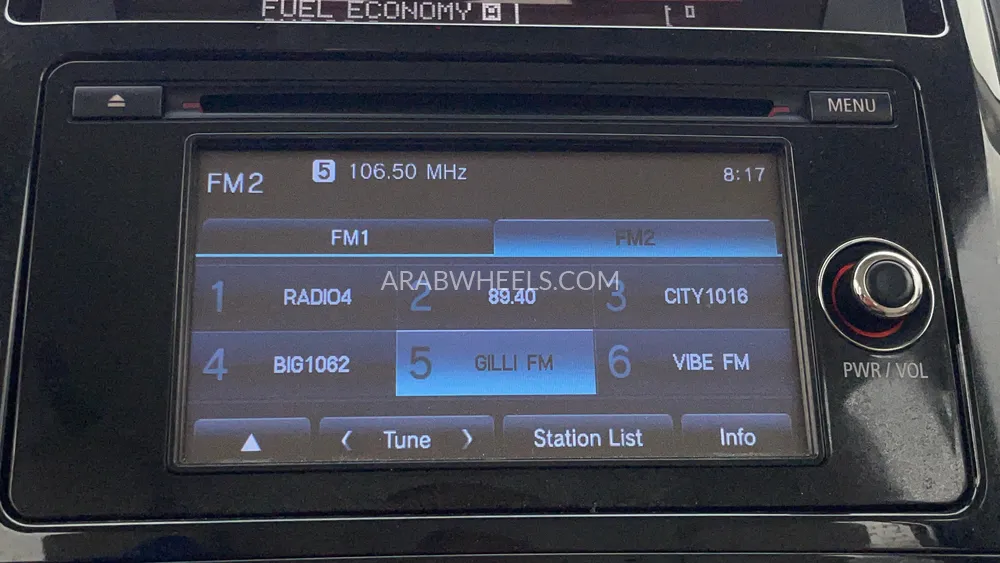 FUEL ECONOMY
MENU
FM2 5 106.50 MHz 8:17
FM1 FM2
ARABWHEELS.COM
1 RADIO4 2 89.40 3 CITY1016
4 BIG1062 5 GILLI FM 6 VIBE FM
PWR / VOL
Tune Station List Info